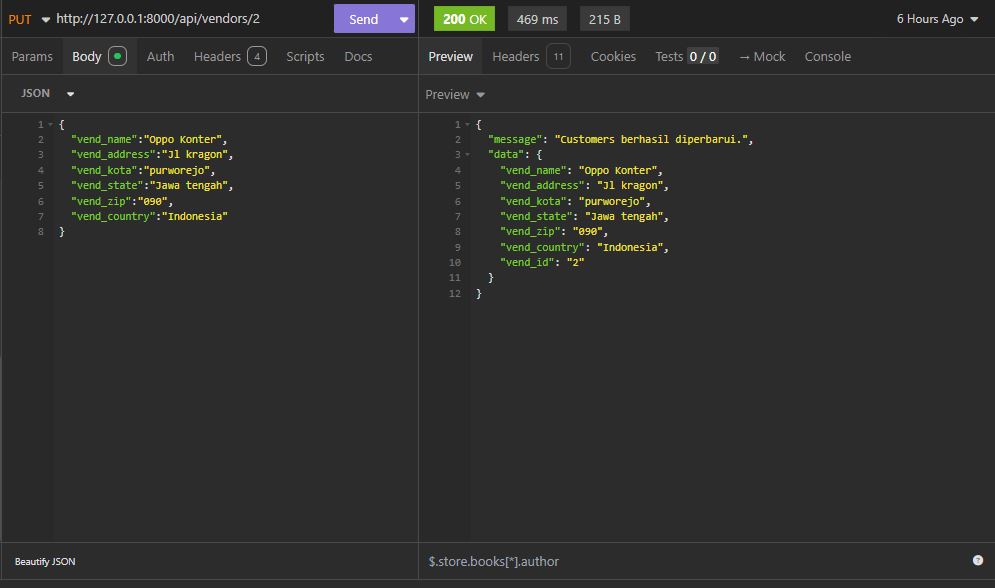 PUT http://127.0.0.1:8000/api/vendors/2 Send
200 OK 469 ms 215 B 6 Hours Ago
Params Body Auth Headers 4 Scripts Docs
Preview Headers 11 Cookies Tests 0 / 0 → Mock Console
JSON
Preview
1 {
2 "vend_name":"Oppo Konter",
3 "vend_address":"Jl kragon",
4 "vend_kota":"purworejo",
5 "vend_state":"Jawa tengah",
6 "vend_zip":"090",
7 "vend_country":"Indonesia"
8 }
1 {
2 "message": "Customers berhasil diperbarui.",
3 "data": {
4 "vend_name": "Oppo Konter",
5 "vend_address": "Jl kragon",
6 "vend_kota": "purworejo",
7 "vend_state": "Jawa tengah",
8 "vend_zip": "090",
9 "vend_country": "Indonesia",
10 "vend_id": "2"
11 }
12 }
Beautify JSON
$.store.books[*].author
?